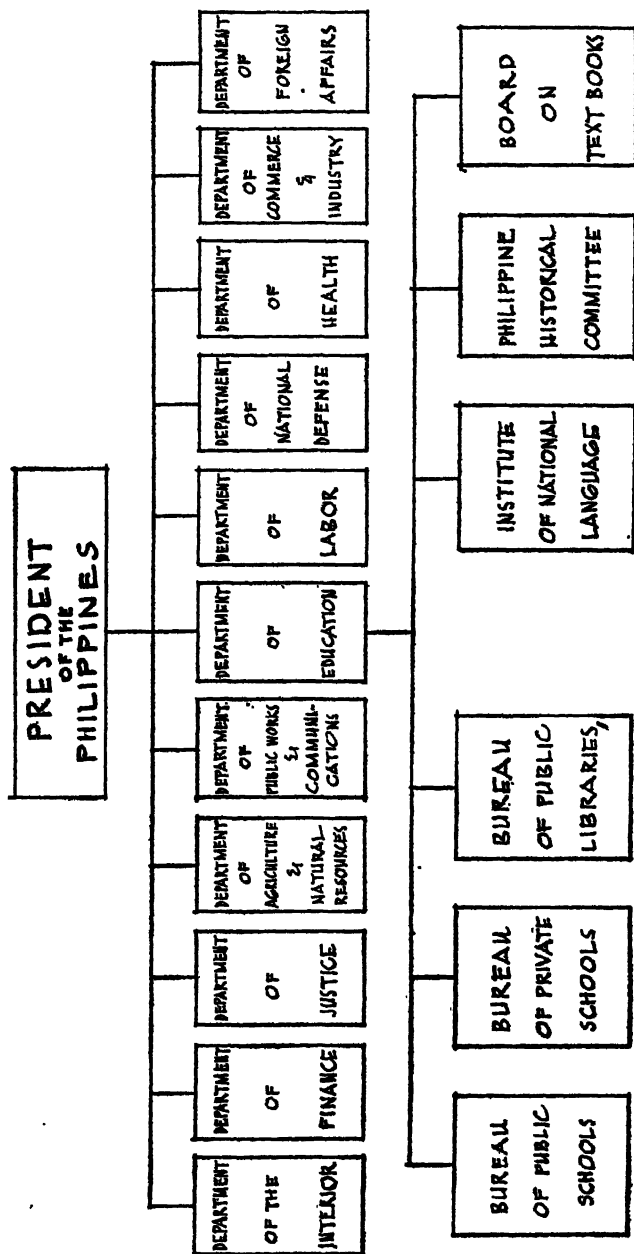 PRESIDENT
OF THE
PHILIPPINES
DEPARTMENT
OF THE
INTERIOR
DEPARTMENT
OF
FINANCE
DEPARTMENT
OF
JUSTICE
DEPARTMENT
OF
AGRICULTURE
&
NATURAL
RESOURCES
DEPARTMENT.
OF
PUBLIC WORKS
&
COMMUNI-
CATIONS
DEPARTMENT
OF
EDUCATION
DEPARTMENT
OF
LABOR
DEPARTMENT
OF
NATIONAL
DEFENSE
DEPARTMENT
OF
HEALTH
DEPARTMENT
OF
COMMERCE
&
INDUSTRY
DEPARTMENT
OF
FOREIGN
AFFAIRS
BUREAU
OF PUBLIC
SCHOOLS
BUREAU
OF PRIVATE
SCHOOLS
BUREAU
OF PUBLIC
LIBRARIES,
INSTITUTE
OF NATIONAL
LANGUAGE
PHILIPPINE
HISTORICAL
COMMITTEE
BOARD
ON
TEXT BOOKS